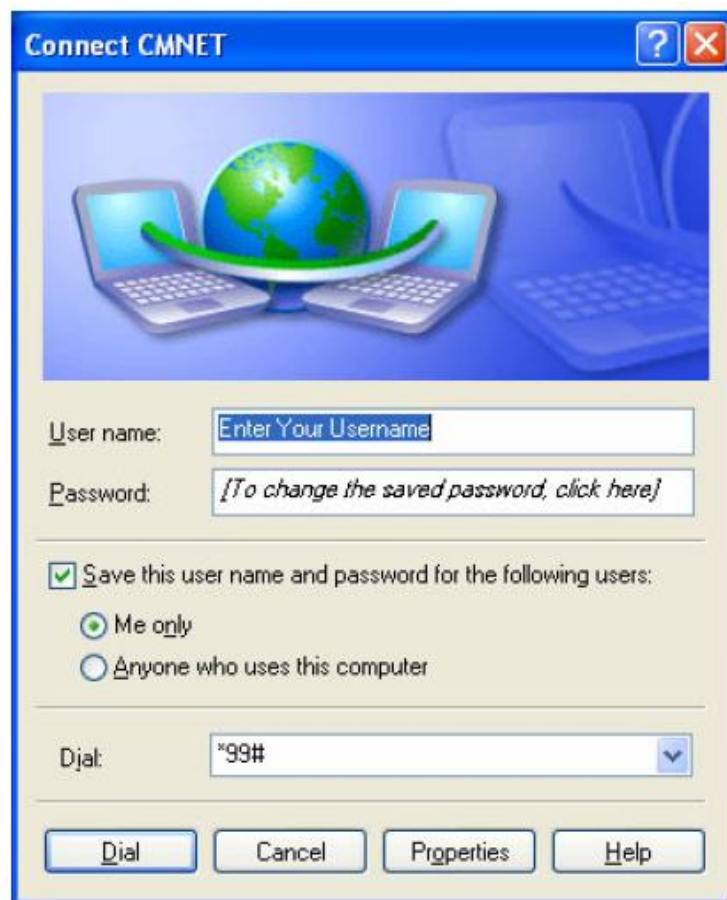 Connect CMNET
User name: Enter Your Username
Password: [To change the saved password, click here]
Save this user name and password for the following users:
Me only
Anyone who uses this computer
Dial: *99#
Dial Cancel Properties Help